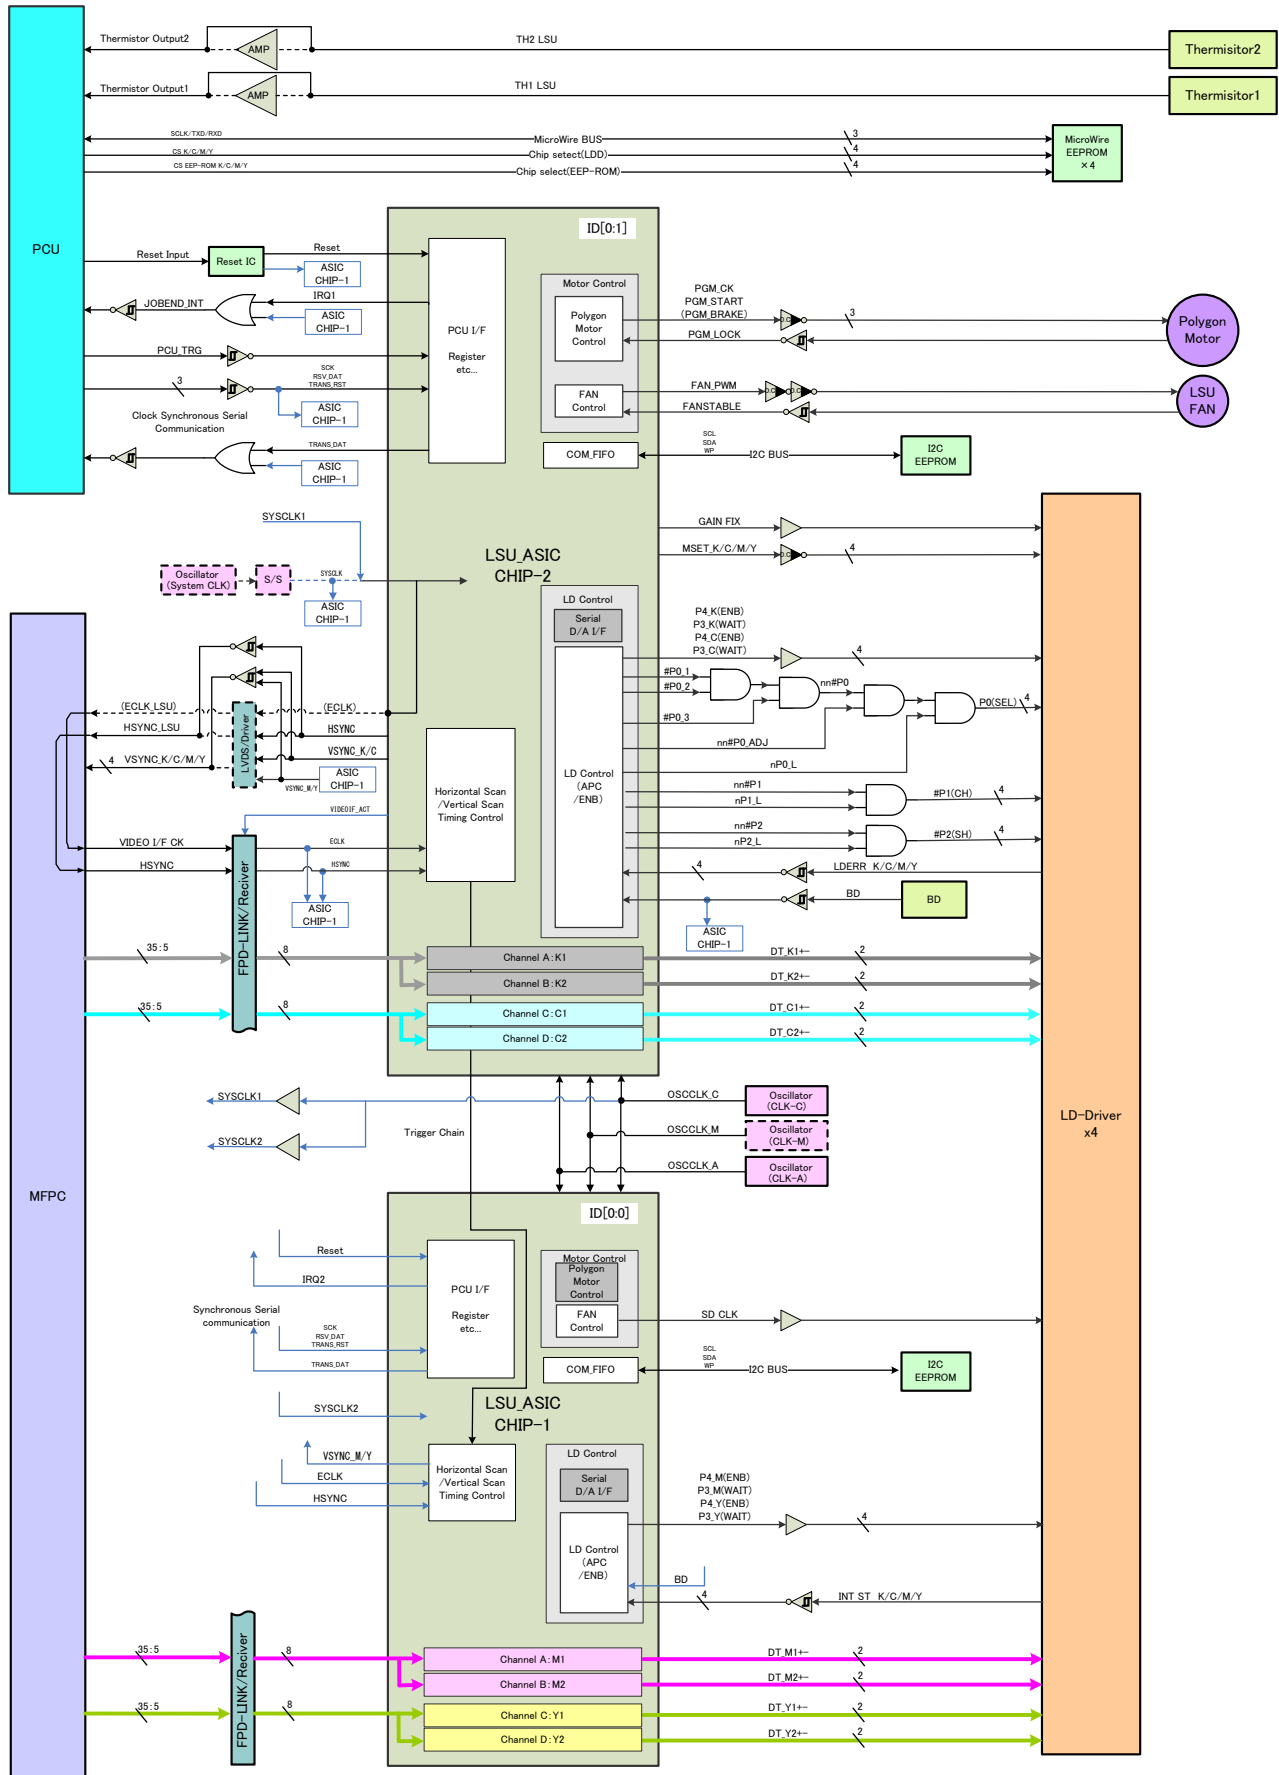 Thermistor Output2
AMP
TH2 LSU
Thermisitor2
Thermistor Output1
AMP
TH1 LSU
Thermisitor1
SCLK/TXD/RXD
MicroWire BUS
3
CS K/C/M/Y
Chip setect(LDD)
4
CS EEP-ROM K/C/M/Y
Chip select(EEP-ROM)
4
MicroWire
EEPROM
×4
PCU
ID[0:1]
Reset Input
Reset IC
Reset
ASIC
CHIP-1
JOBEND_INT
IRQ1
ASIC
CHIP-1
PCU_TRG
3
SCK
RSV_DAT
TRANS_RST
ASIC
CHIP-1
Clock Synchronous Serial
Communication
TRANS_DAT
ASIC
CHIP-1
PCU I/F
Register
etc...
Motor Control
Polygon
Motor
Control
FAN
Control
COM_FIFO
PGM_CK
PGM_START
(PGM_BRAKE)
O.C
3
PGM_LOCK
Polygon
Motor
FAN_PWM
O.C
O.C
FANSTABLE
LSU
FAN
SCL
SDA
WP
I2C BUS
I2C
EEPROM
SYSCLK1
Oscillator
(System CLK)
S/S
SYSCLK
ASIC
CHIP-1
LSU_ASIC
CHIP-2
GAIN FIX
MSET_K/C/M/Y
O.C
4
LD Control
Serial
D/A I/F
LD Control
(APC
/ENB)
P4_K(ENB)
P3_K(WAIT)
P4_C(ENB)
P3_C(WAIT)
4
#P0_1
#P0_2
#P0_3
nn#P0
P0(SEL)
4
nn#P0_ADJ
nP0_L
nn#P1
nP1_L
#P1(CH)
4
nn#P2
nP2_L
#P2(SH)
4
4
LDERR K/C/M/Y
BD
BD
ASIC
CHIP-1
(ECLK_LSU)
(ECLK)
HSYNC_LSU
HSYNC
4
VSYNC_K/C/M/Y
VSYNC_K/C
LVDS/Driver
VSYNC_M/Y
ASIC
CHIP-1
VIDEOIF_ACT
VIDEO I/F CK
ECLK
HSYNC
HSYNC
ASIC
CHIP-1
FPD-LINK/Reciver
Horizontal Scan
/Vertical Scan
Timing Control
35:5
8
Channel A:K1
DT_K1+-
2
Channel B:K2
DT_K2+-
2
35:5
8
Channel C:C1
DT_C1+-
2
Channel D:C2
DT_C2+-
2
SYSCLK1
SYSCLK2
Trigger Chain
OSCCLK_C
Oscillator
(CLK-C)
OSCCLK_M
Oscillator
(CLK-M)
OSCCLK_A
Oscillator
(CLK-A)
LD-Driver
x4
MFPC
ID[0:0]
Reset
IRQ2
Synchronous Serial
communication
SCK
RSV_DAT
TRANS_RST
TRANS_DAT
PCU I/F
Register
etc...
Motor Control
Polygon
Motor
Control
FAN
Control
SD CLK
COM_FIFO
SCL
SDA
WP
I2C BUS
I2C
EEPROM
SYSCLK2
LSU_ASIC
CHIP-1
VSYNC_M/Y
ECLK
HSYNC
Horizontal Scan
/Vertical Scan
Timing Control
LD Control
Serial
D/A I/F
LD Control
(APC
/ENB)
P4_M(ENB)
P3_M(WAIT)
P4_Y(ENB)
P3_Y(WAIT)
4
BD
4
INT ST K/C/M/Y
FPD-LINK/Reciver
35:5
8
Channel A:M1
DT_M1+-
2
Channel B:M2
DT_M2+-
2
35:5
8
Channel C:Y1
DT_Y1+-
2
Channel D:Y2
DT_Y2+-
2